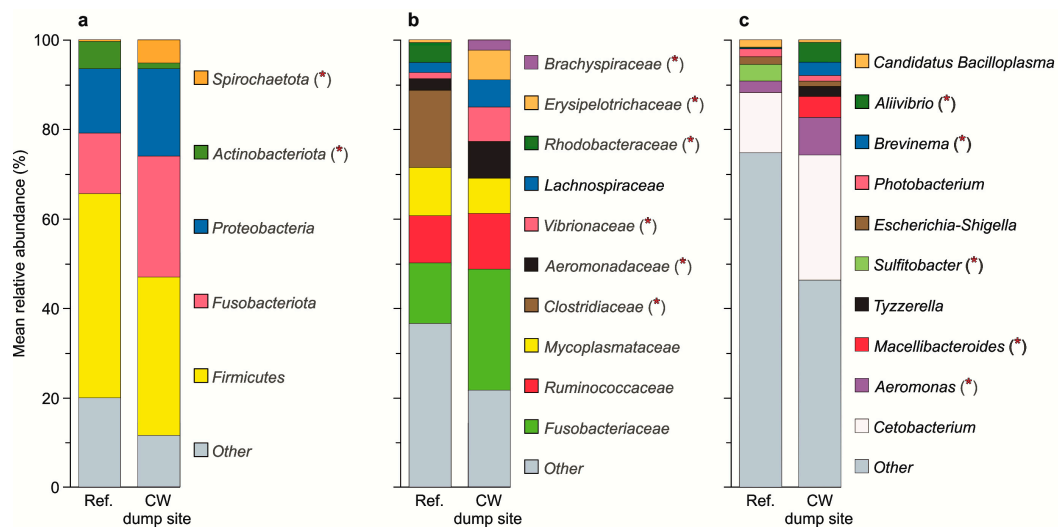 a
b
c
Mean relative abundance (%)
100
80
60
40
20
0
Ref.
CW
dump site
Spirochaetota (*)
Actinobacteriota (*)
Proteobacteria
Fusobacteriota
Firmicutes
Other
Ref.
CW
dump site
Brachyspiraceae (*)
Erysipelotrichaceae (*)
Rhodobacteraceae (*)
Lachnospiraceae
Vibrionaceae (*)
Aeromonadaceae (*)
Clostridiaceae (*)
Mycoplasmataceae
Ruminococcaceae
Fusobacteriaceae
Other
Ref.
CW
dump site
Candidatus Bacilloplasma
Aliivibrio (*)
Brevinema (*)
Photobacterium
Escherichia-Shigella
Sulfitobacter (*)
Tyzzerella
Macellibacteroides (*)
Aeromonas (*)
Cetobacterium
Other